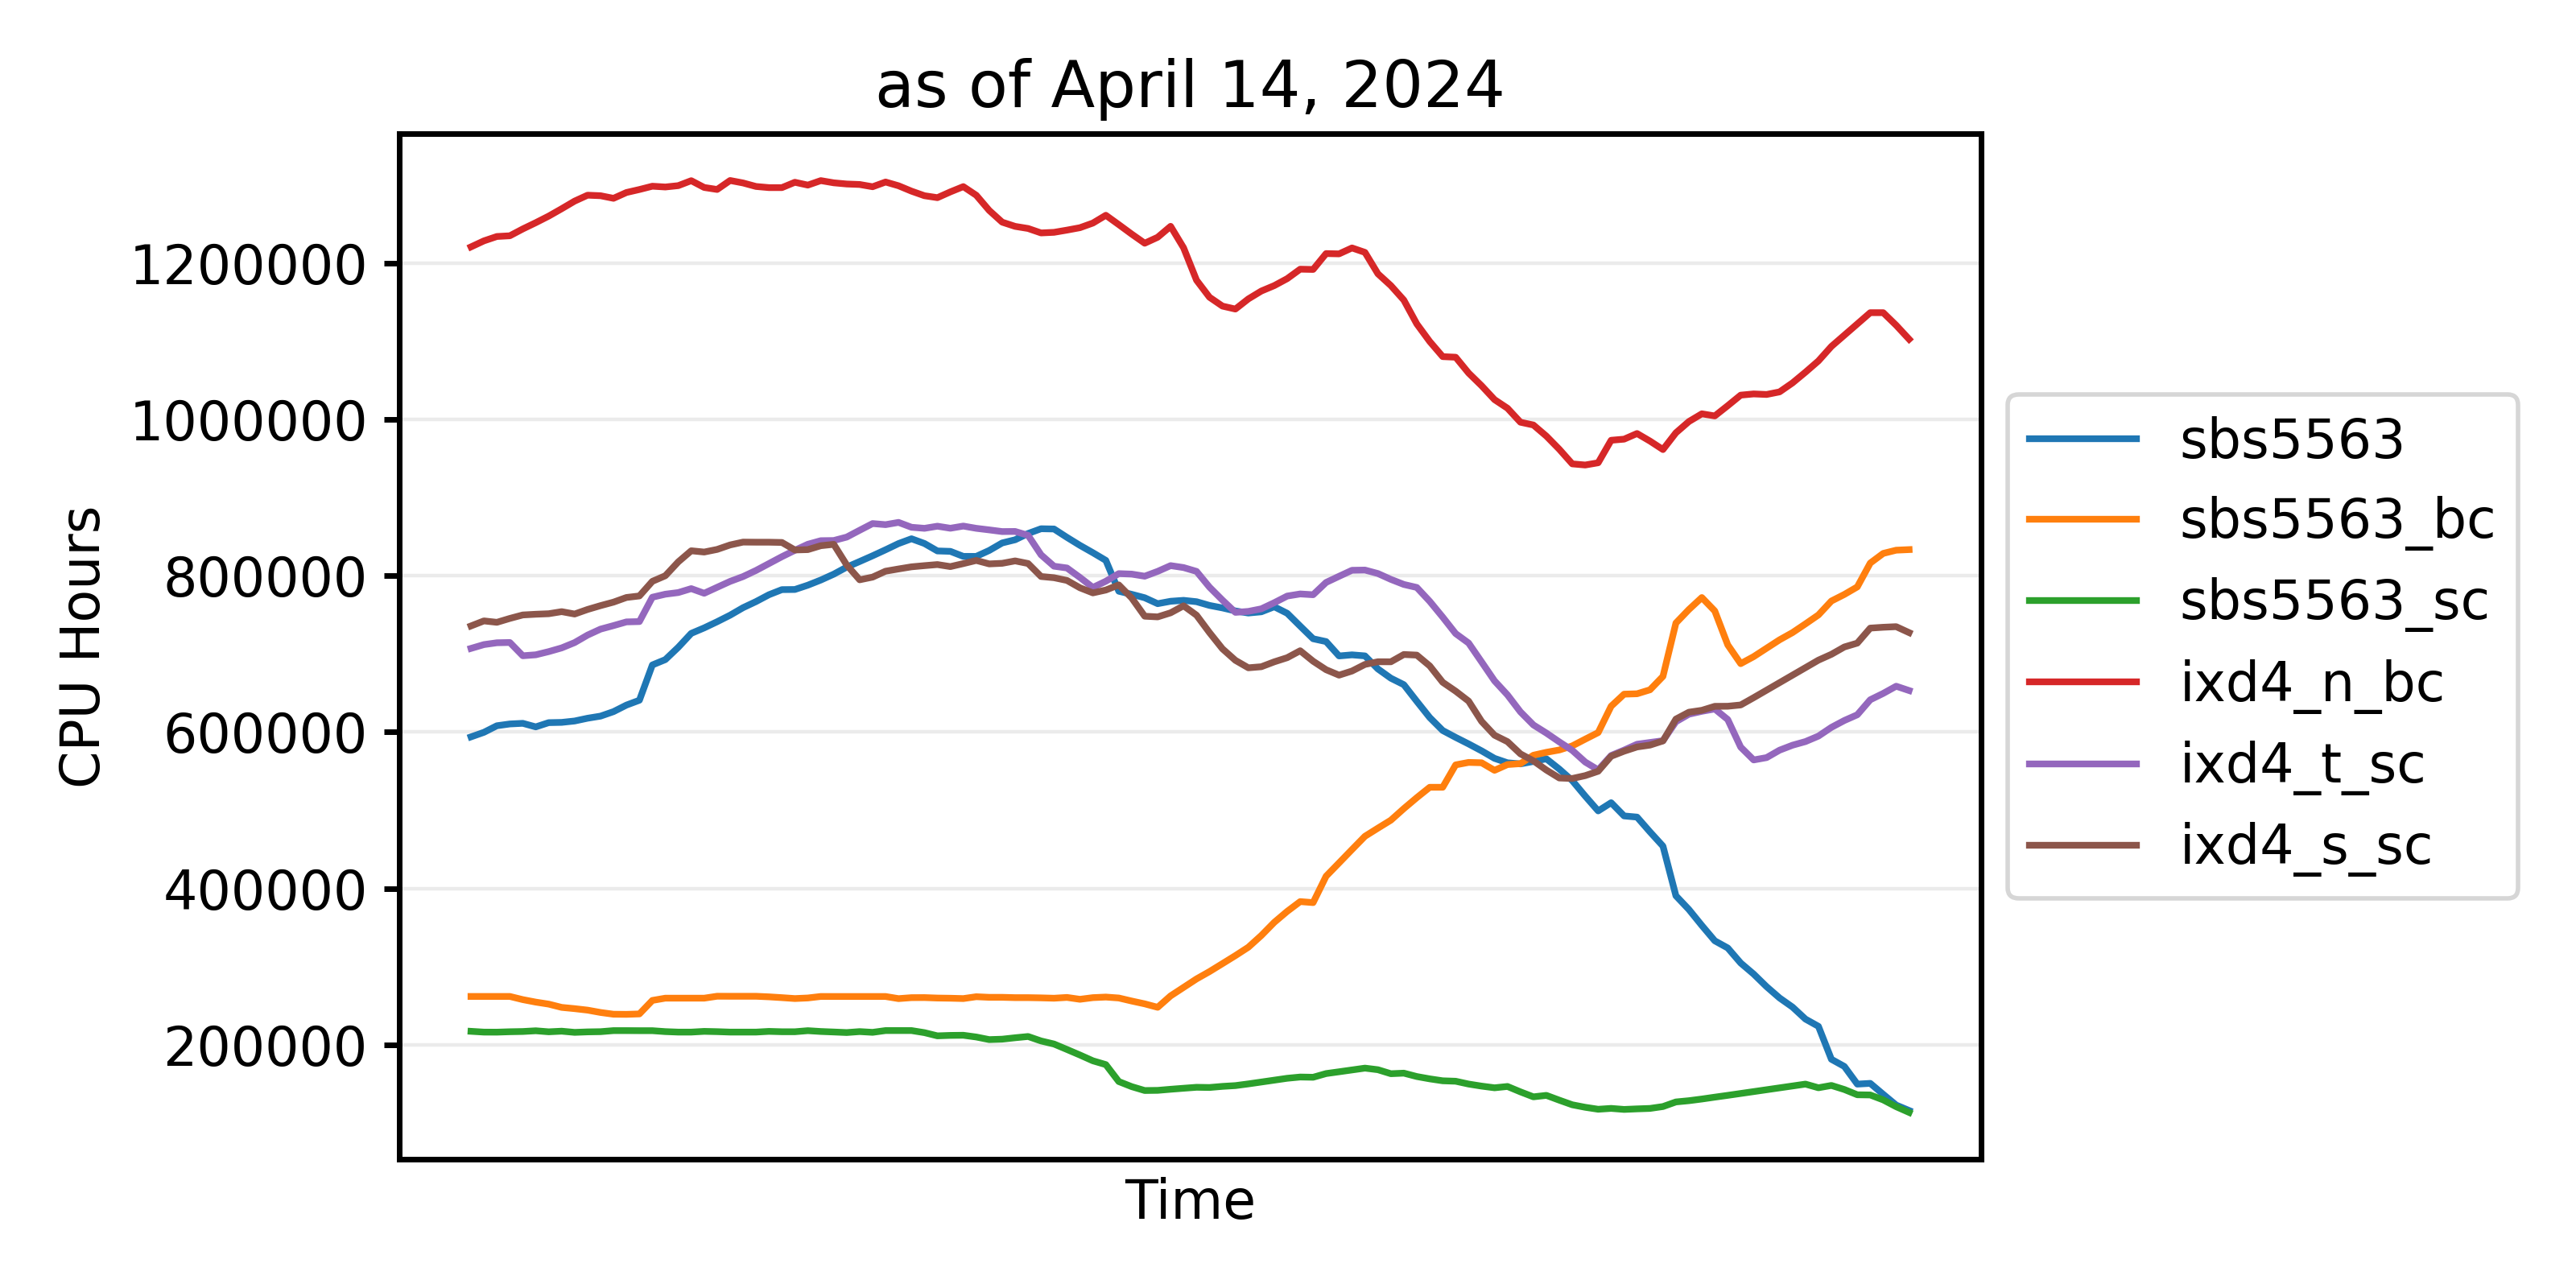 as of April 14, 2024
1200000
1000000
800000
600000
400000
200000
CPU Hours
Time
sbs5563
sbs5563_bc
sbs5563_sc
ixd4_n_bc
ixd4_t_sc
ixd4_s_sc